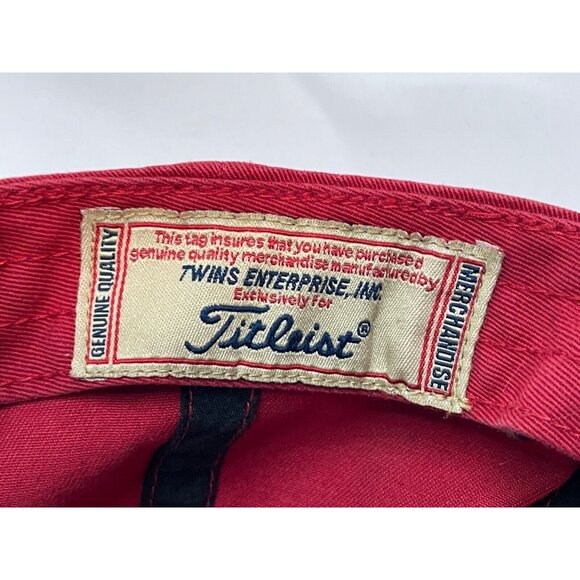 GENUINE QUALITY
This tag insures that you have purchased
genuine quality merchandise manufactured by
TWINS ENTERPRISE, INC.
Exclusively For
Titleist®
MERCHANDISE